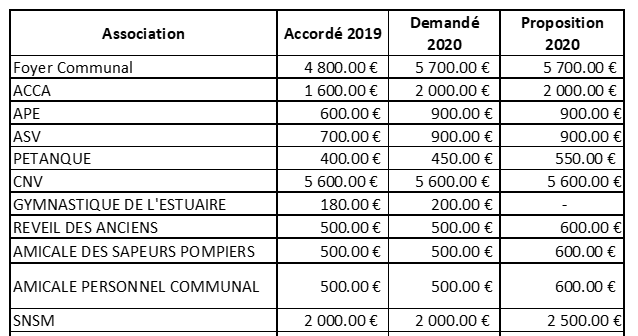 Association Accordé 2019 Demandé 2020 Proposition 2020
Foyer Communal 4 800.00 € 5 700.00 € 5 700.00 €
ACCA 1 600.00 € 2 000.00 € 2 000.00 €
APE 600.00 € 900.00 € 900.00 €
ASV 700.00 € 900.00 € 900.00 €
PETANQUE 400.00 € 450.00 € 550.00 €
CNV 5 600.00 € 5 600.00 € 5 600.00 €
GYMNASTIQUE DE L'ESTUAIRE 180.00 € 200.00 € -
REVEIL DES ANCIENS 500.00 € 500.00 € 600.00 €
AMICALE DES SAPEURS POMPIERS 500.00 € 500.00 € 600.00 €
AMICALE PERSONNEL COMMUNAL 500.00 € 500.00 € 600.00 €
SNSM 2 000.00 € 2 000.00 € 2 500.00 €